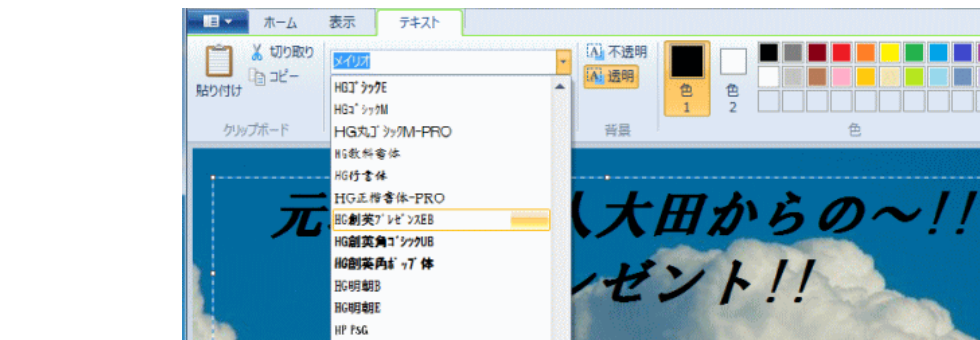 ホーム 表示 テキスト
切り取り
コピー
貼り付け
クリップボード
メイリオ
HGｺﾞｼｯｸE
HGｺﾞｼｯｸM
HG丸ｺﾞｼｯｸM-PRO
HG教科書体
HG行書体
HG正楷書体-PRO
HG創英ﾌﾟﾚｾﾞﾝｽEB
HG創英角ｺﾞｼｯｸUB
HG創英角ﾎﾟｯﾌﾟ体
HG明朝B
HG明朝E
HP PSG
不透明
透明
背景
色
1
色
2
色
元
人大田からの～!!
レゼント!!